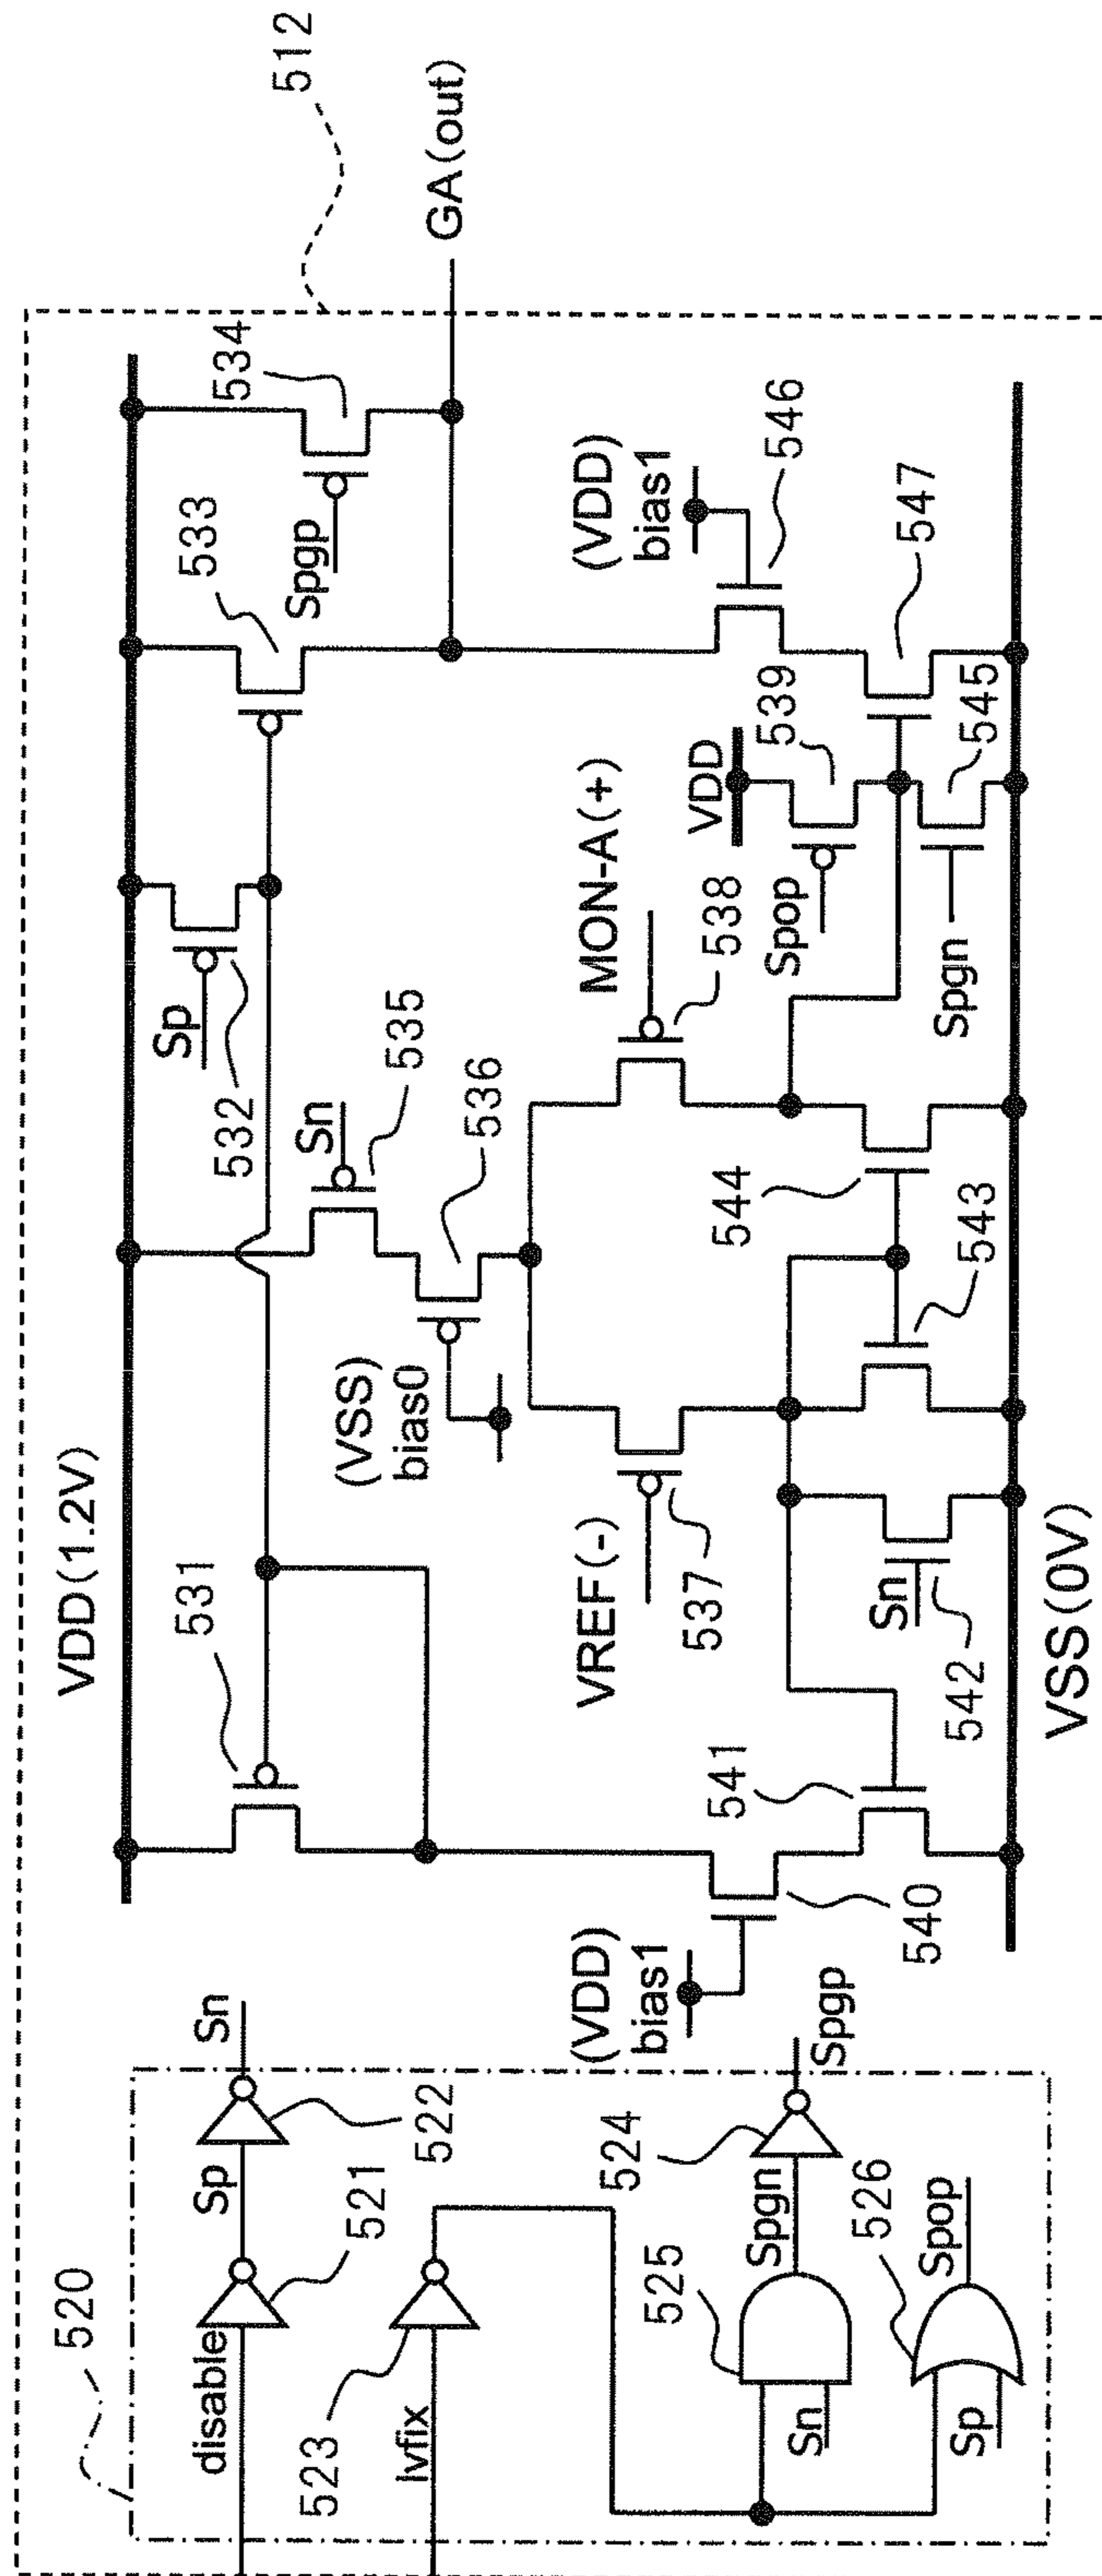 520
disable
Sp
Sn
521
522
lvfix
523
524
Spgn
Spgp
525
Sn
526
Spop
Sp
VDD(1.2V)
531
Sp
532
533
Spgp
534
512
GA(out)
Sn
535
(VSS)
bias0
536
VREF(-)
537
MON-A(+)
538
VDD
539
Spop
Spgn
545
(VDD)
bias1
546
547
(VDD)
bias1
540
541
Sn
542
543
544
VSS(0V)